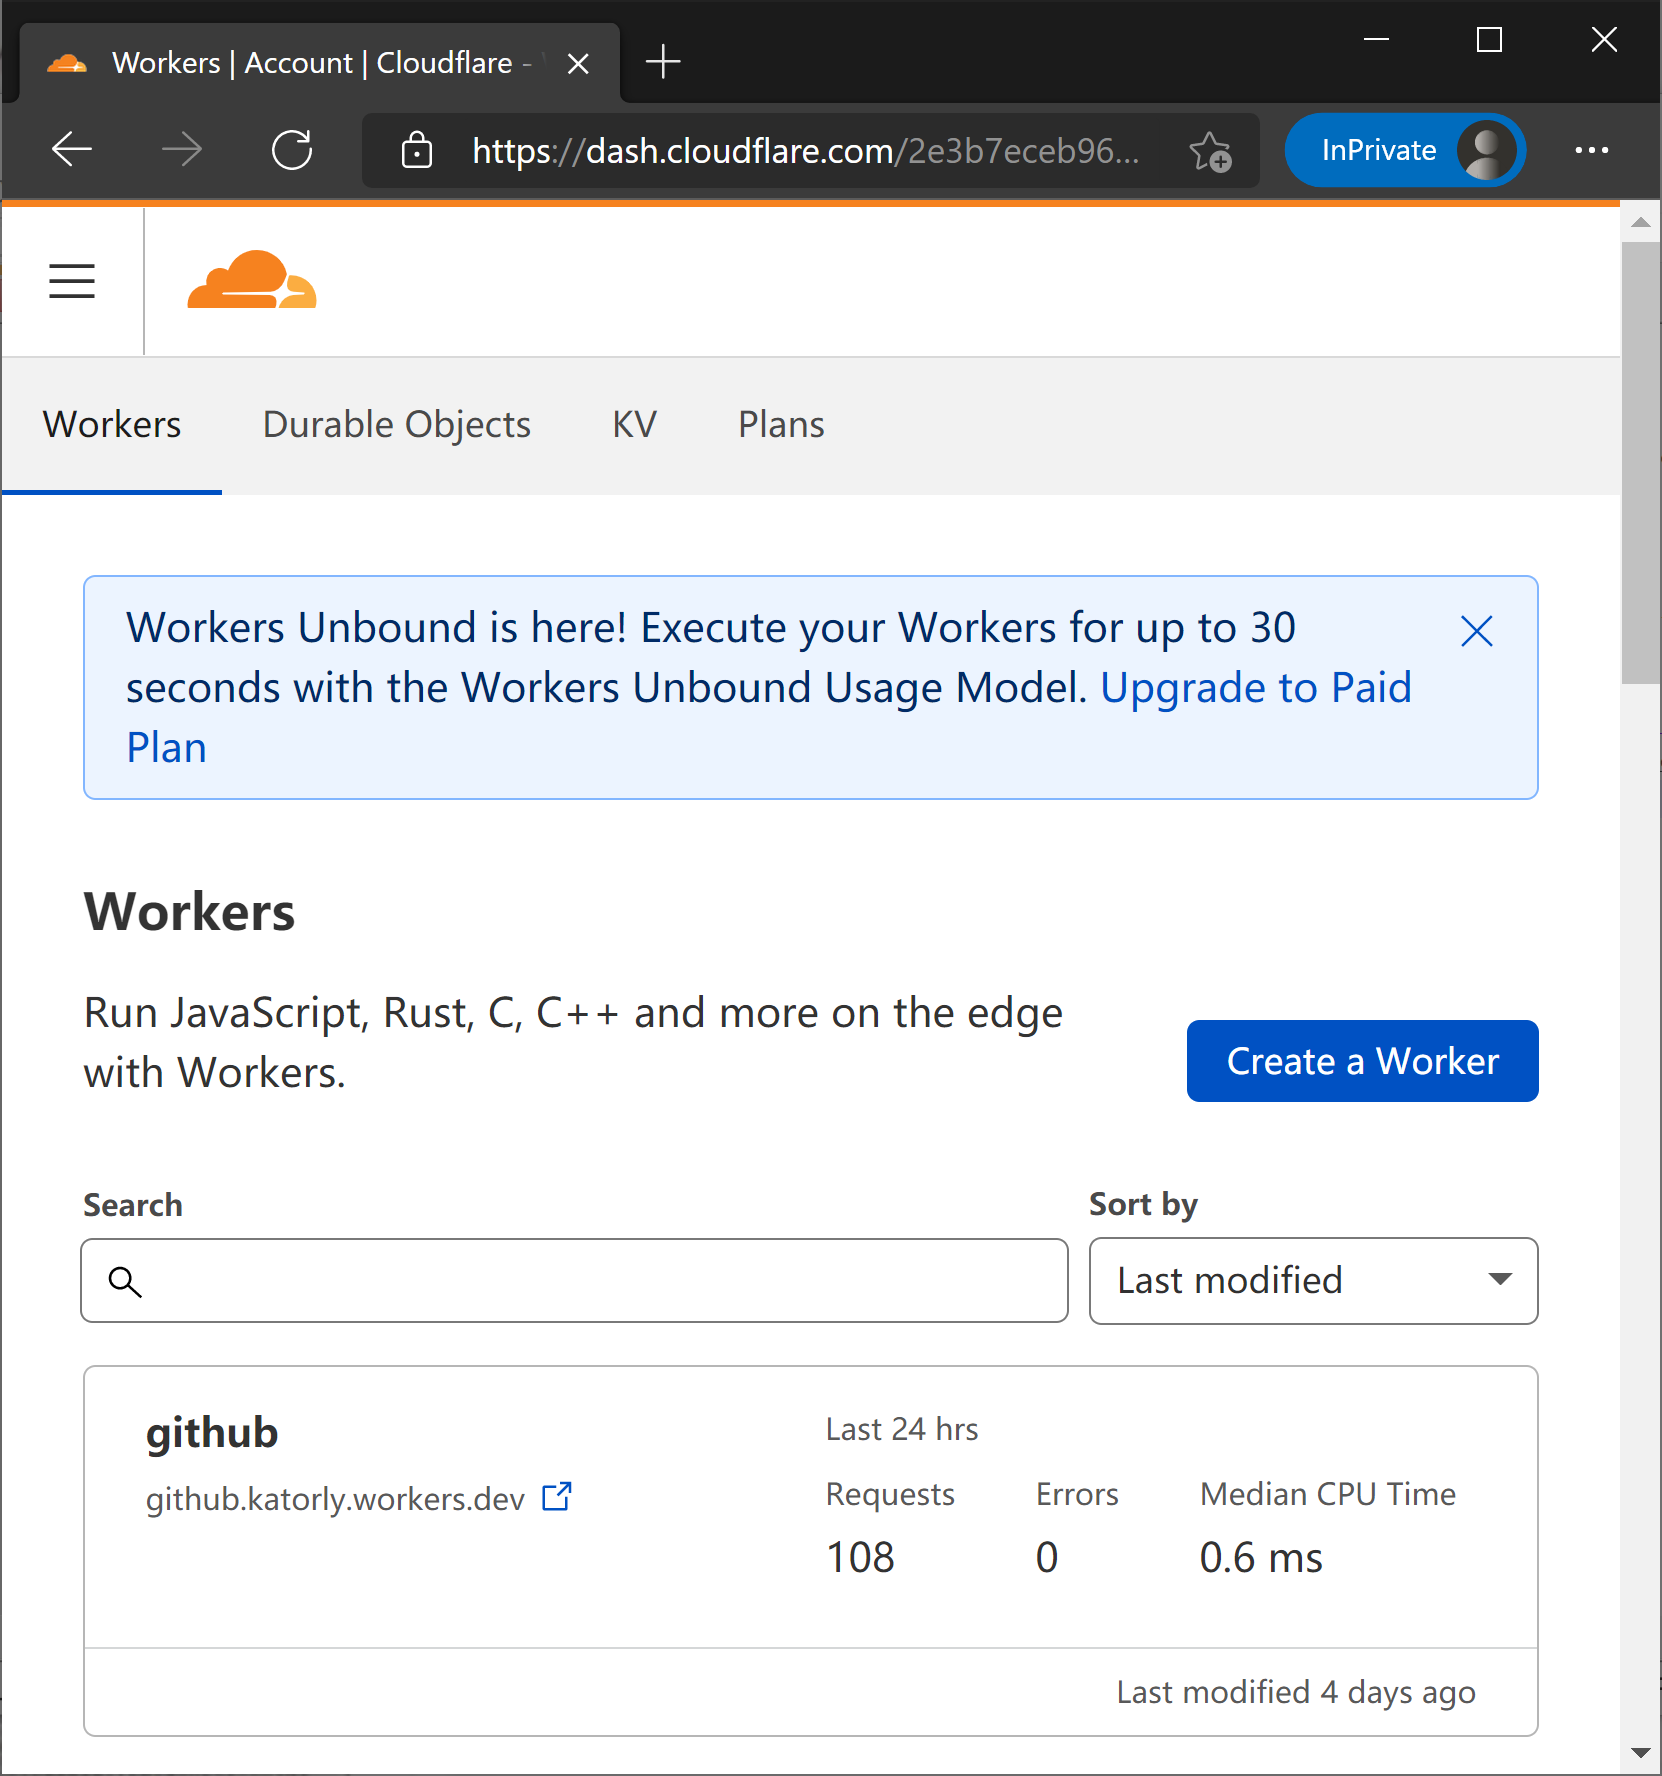 Workers | Account | Cloudflare -
https://dash.cloudflare.com/2e3b7eceb96...
InPrivate
Workers
Durable Objects
KV
Plans
Workers Unbound is here! Execute your Workers for up to 30
seconds with the Workers Unbound Usage Model. Upgrade to Paid
Plan
Workers
Run JavaScript, Rust, C, C++ and more on the edge
with Workers.
Create a Worker
Search
Sort by
Last modified
github
github.katorly.workers.dev
Last 24 hrs
Requests
Errors
Median CPU Time
108
0
0.6 ms
Last modified 4 days ago